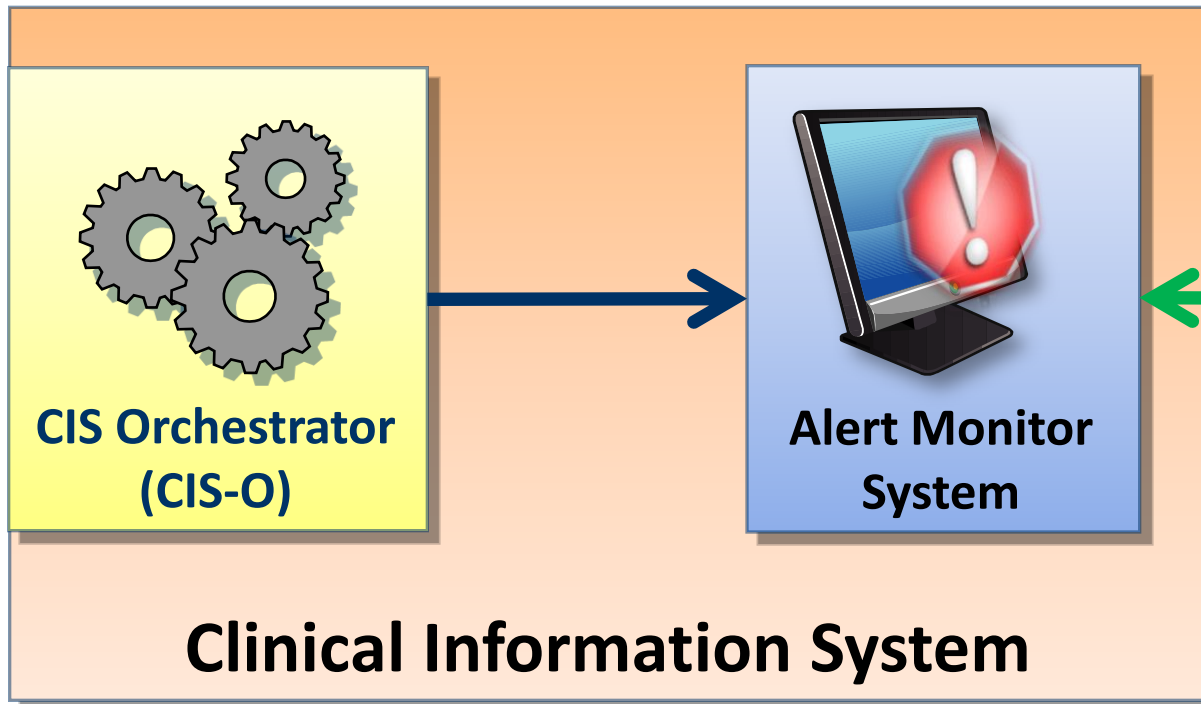 CIS Orchestrator
(CIS-O)
Alert Monitor
System
Clinical Information System